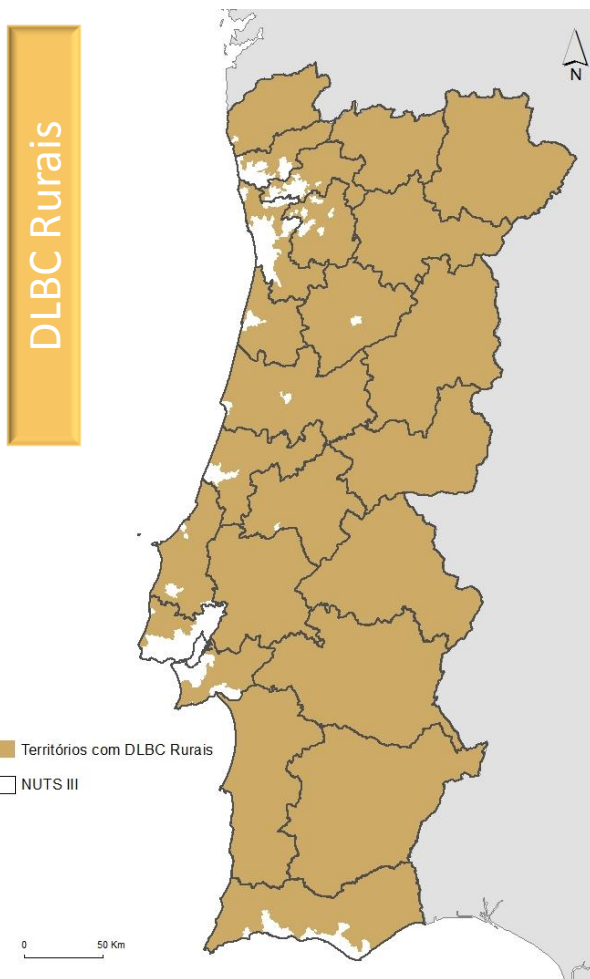 DLBC Rurais
N
Territórios com DLBC Rurais
NUTS III
0 50 Km